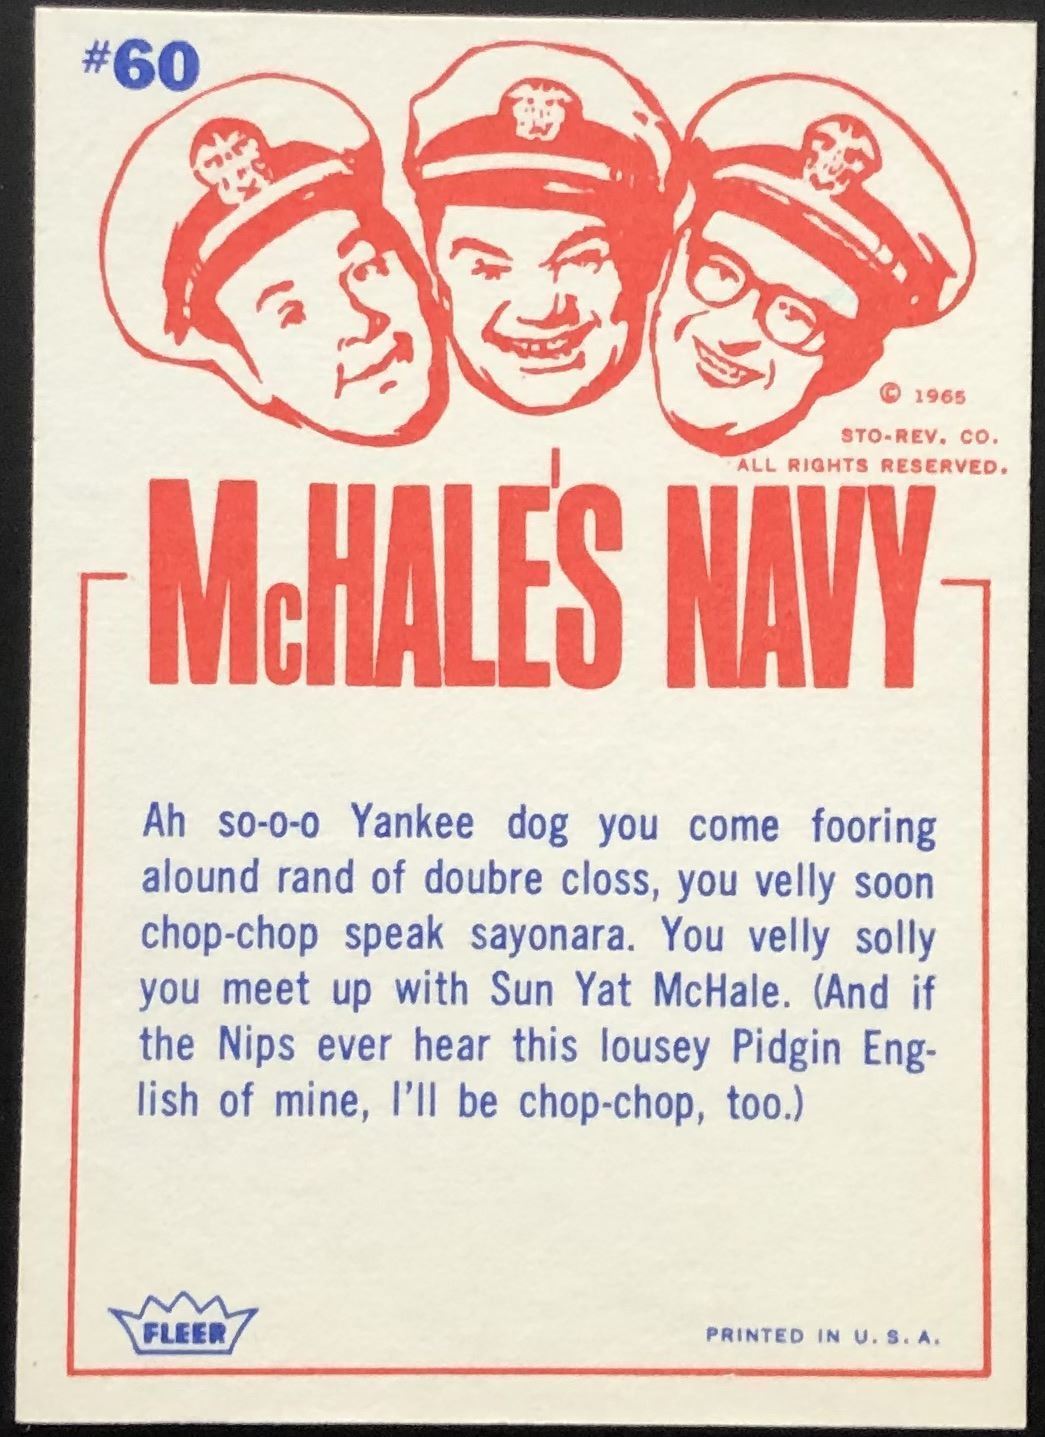 #60
© 1965
STO-REV. CO.
ALL RIGHTS RESERVED.
McHALE'S NAVY
Ah so-o-o Yankee dog you come fooring
alound rand of doubre closs, you velly soon
chop-chop speak sayonara. You velly solly
you meet up with Sun Yat McHale. (And if
the Nips ever hear this lousey Pidgin Eng-
lish of mine, I'll be chop-chop, too.)
FLEER
PRINTED IN U. S. A.